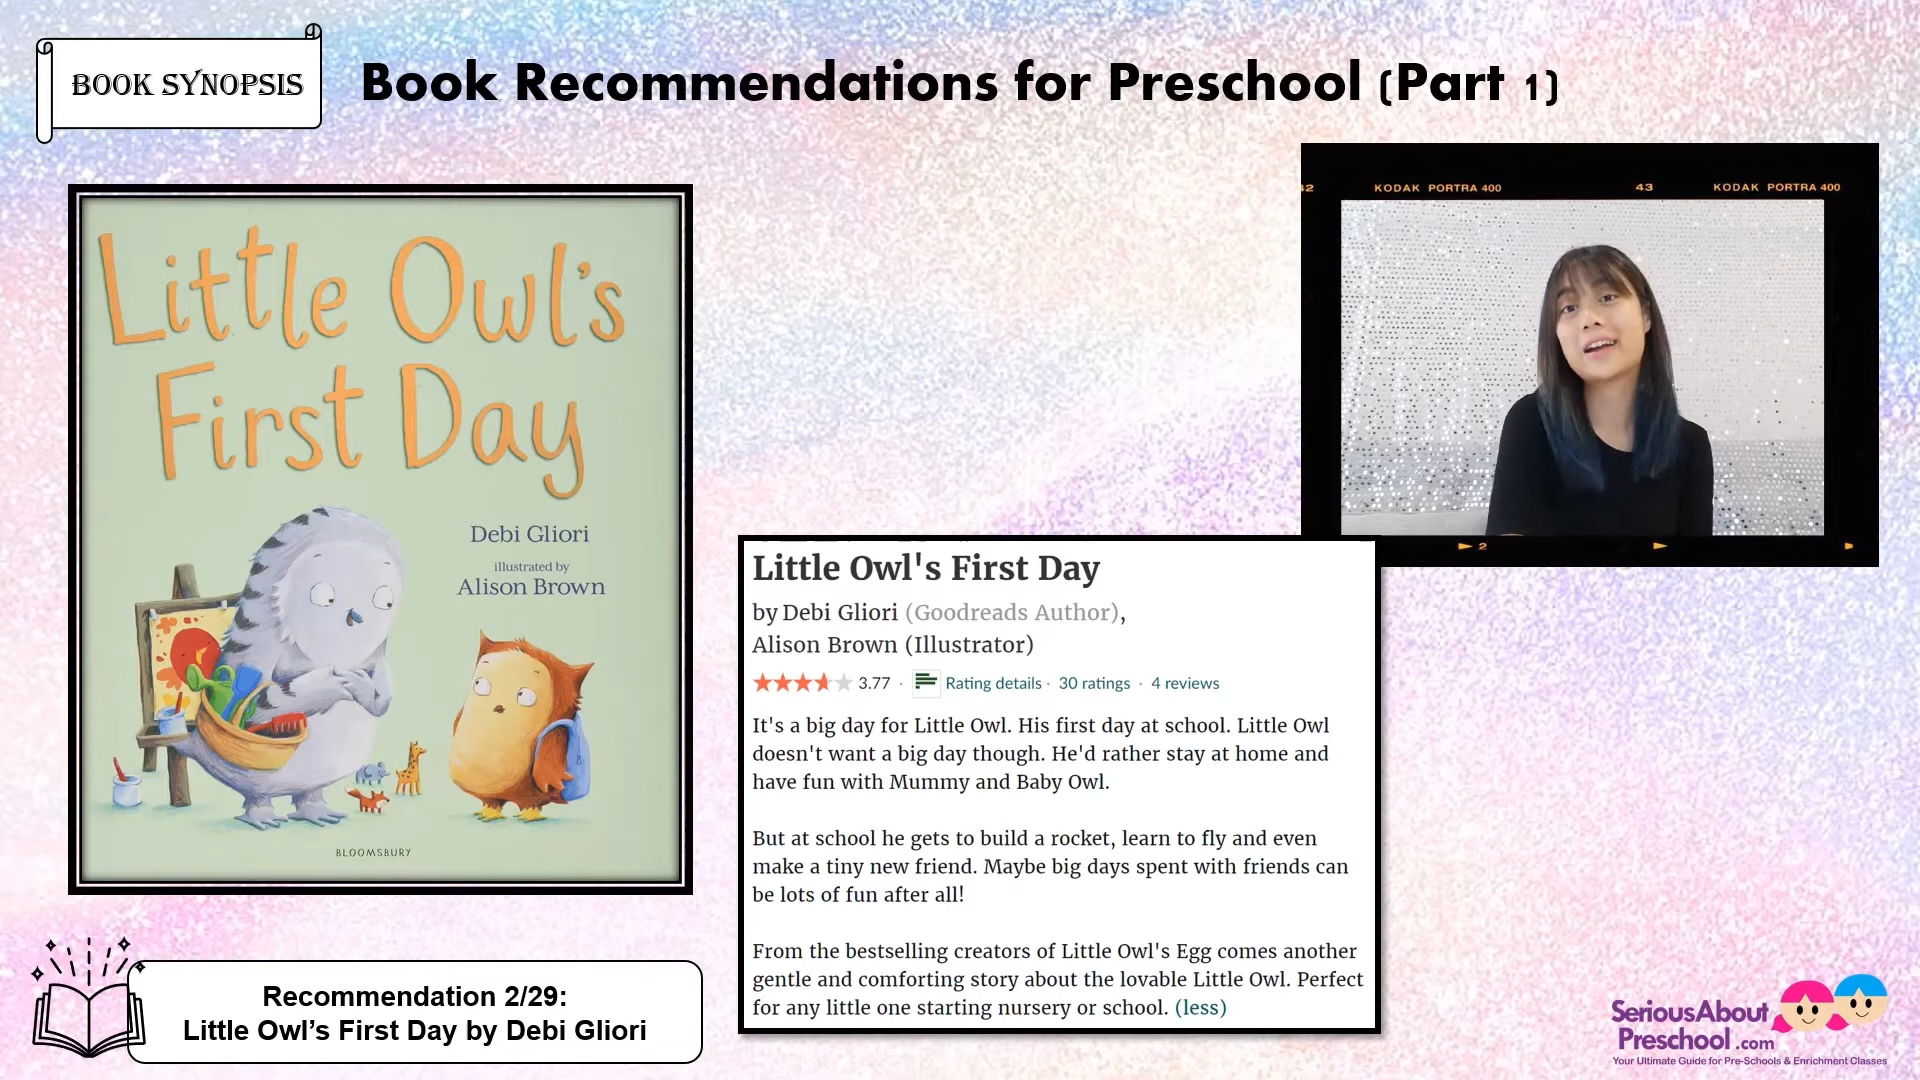 BOOK SYNOPSIS
Book Recommendations for Preschool (Part 1)
Little Owl's
First Day
Debi Gliori
illustrated by
Alison Brown
BLOOMSBURY
42 KODAK PORTRA 400 43 KODAK PORTRA 400
2
Little Owl's First Day
by Debi Gliori (Goodreads Author),
Alison Brown (Illustrator)
3.77 · Rating details · 30 ratings · 4 reviews
It's a big day for Little Owl. His first day at school. Little Owl
doesn't want a big day though. He'd rather stay at home and
have fun with Mummy and Baby Owl.
But at school he gets to build a rocket, learn to fly and even
make a tiny new friend. Maybe big days spent with friends can
be lots of fun after all!
From the bestselling creators of Little Owl's Egg comes another
gentle and comforting story about the lovable Little Owl. Perfect
for any little one starting nursery or school. (less)
Recommendation 2/29:
Little Owl’s First Day by Debi Gliori
SeriousAbout
Preschool.com
Your Ultimate Guide for Pre-Schools & Enrichment Classes